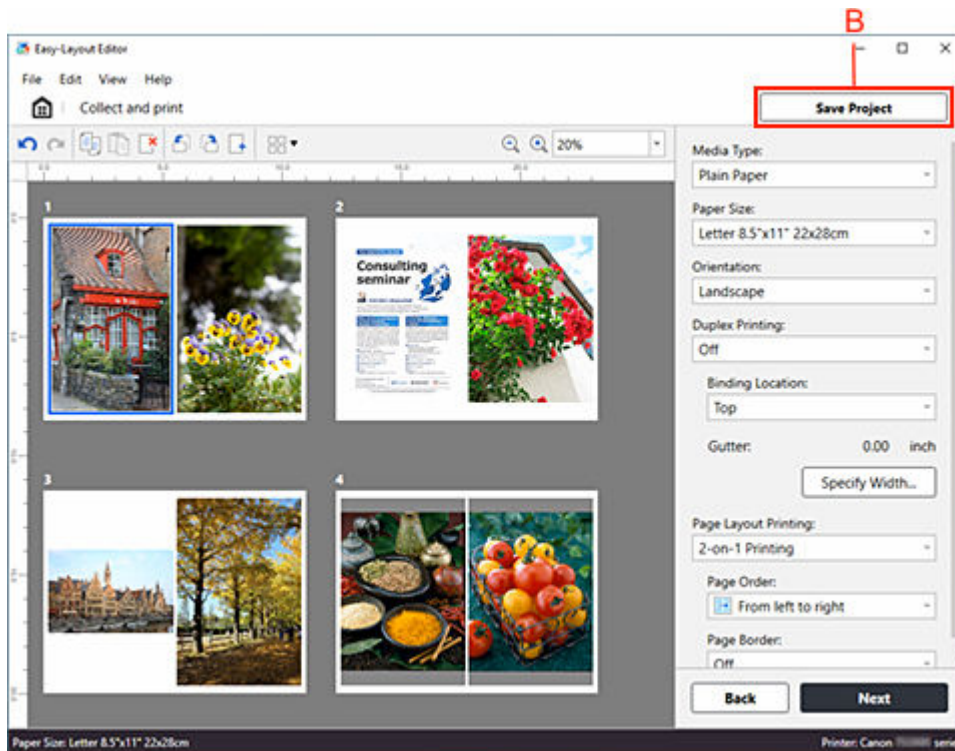 B
Easy-Layout Editor
File Edit View Help
Collect and print
Save Project
20%
Media Type:
Plain Paper
Paper Size:
Letter 8.5"x11" 22x28cm
Orientation:
Landscape
Duplex Printing:
Off
Binding Location:
Top
Gutter: 0.00 inch
Specify Width...
Page Layout Printing:
2-on-1 Printing
Page Order:
From left to right
Page Border:
Off
Back Next
1
2
Consulting
seminar
3
4
Paper Size: Letter 8.5"x11" 22x28cm
Printer: Canon serie